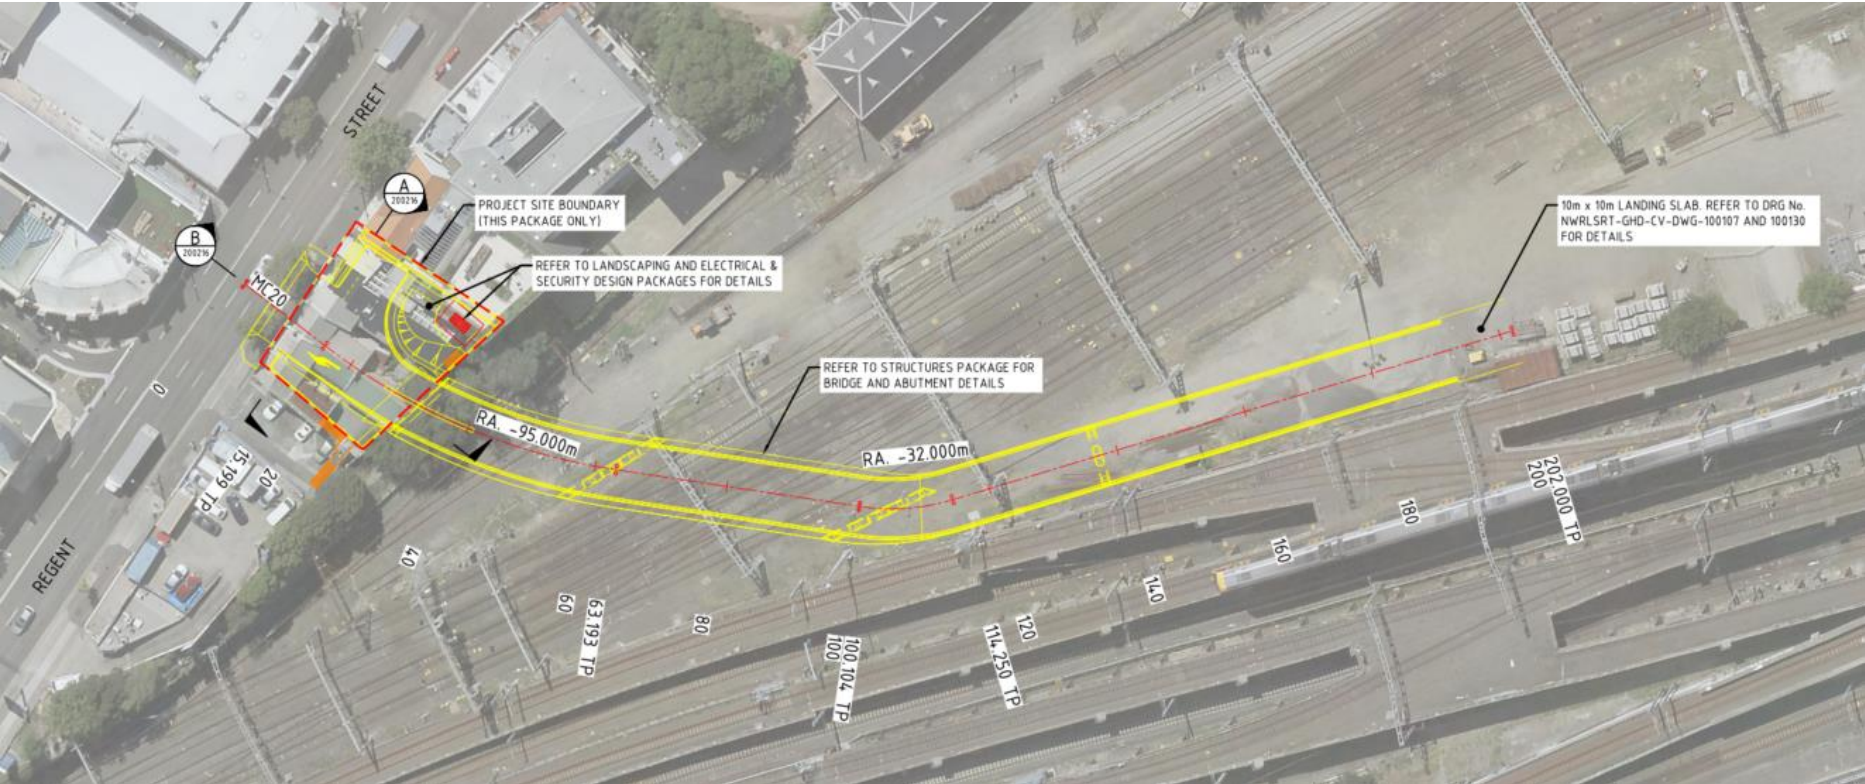 STREET
A
200216
B
200216
PROJECT SITE BOUNDARY
(THIS PACKAGE ONLY)
10m x 10m LANDING SLAB. REFER TO DRG No.
NWRLSRT-GHD-CV-DWG-100107 AND 100130
FOR DETAILS
REFER TO LANDSCAPING AND ELECTRICAL &
SECURITY DESIGN PACKAGES FOR DETAILS
MC20
REFER TO STRUCTURES PACKAGE FOR
BRIDGE AND ABUTMENT DETAILS
0
RA. -95.000m
RA. -32.000m
15.199 TP
20
REGENT
40
60
63.193 TP
80
100
100.104 TP
114.250 TP
120
140
160
180
200
202.000 TP